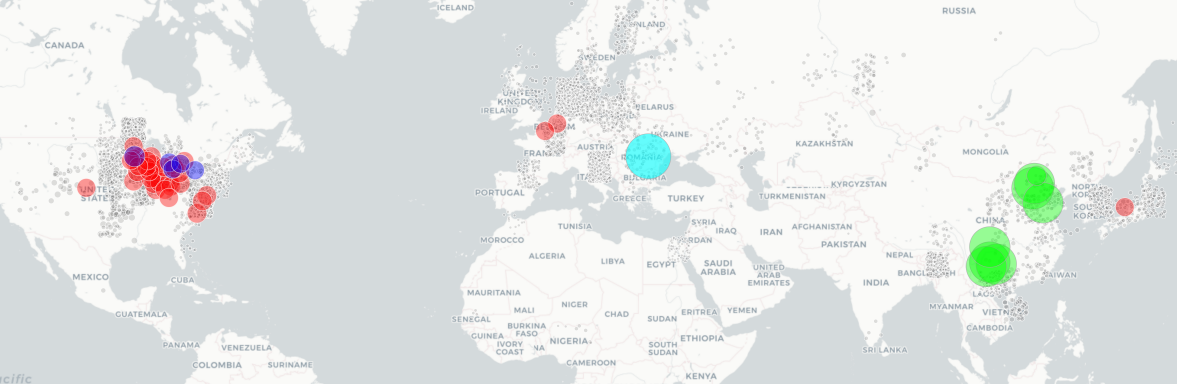 ICELAND
RUSSIA
CANADA
UNITED
KINGDOM
IRELAND
BELARUS
UKRAINE
AUSTRIA
ROMANIA
BULGARIA
KAZAKHSTAN
MONGOLIA
PORTUGAL
GREECE
TURKEY
TURKMENISTAN
KYRGYZSTAN
TUNISIA
SYRIA
IRAQ
IRAN
AFGHANISTAN
CHINA
MOROCCO
PAKISTAN
ALGERIA
LIBYA
EGYPT
SAUDI
ARABIA
NEPAL
UNITED
ARAB
EMIRATES
INDIA
MEXICO
CUBA
MAURITANIA
MYANMAR
GUATEMALA
MALI
NIGER
CHAD
SUDAN
ERITREA
YEMEN
SENEGAL
GUINEA
BURKINA
FASO
NIGERIA
ETHIOPIA
CAMBODIA
IVORY
COAST
PANAMA
VENEZUELA
SOUTH
SUDAN
SRI LANKA
COLOMBIA
SURINAME
CAMEROON
KENYA
acific